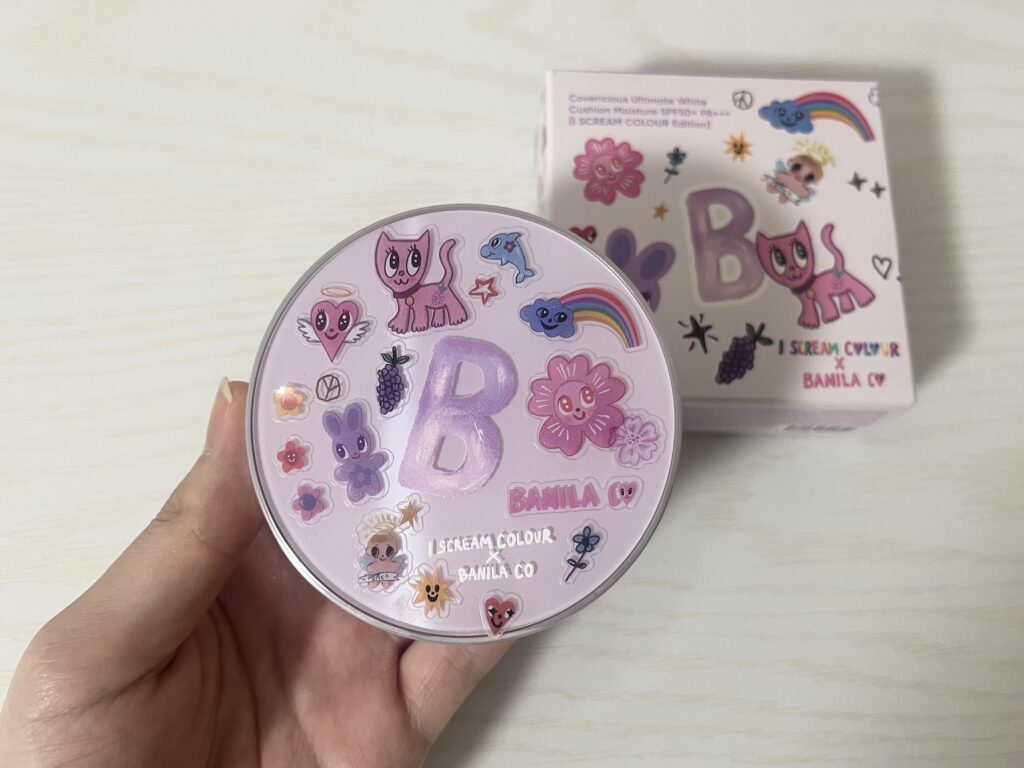 Covericious Ultimate White
Cushion Moisture SPF50+ PA+++
[I SCREAM COLOUR Edition]
B
I SCREAM COLOUR
X
BANILA CO
B
BANILA CO
I SCREAM COLOUR
X
BANILA CO